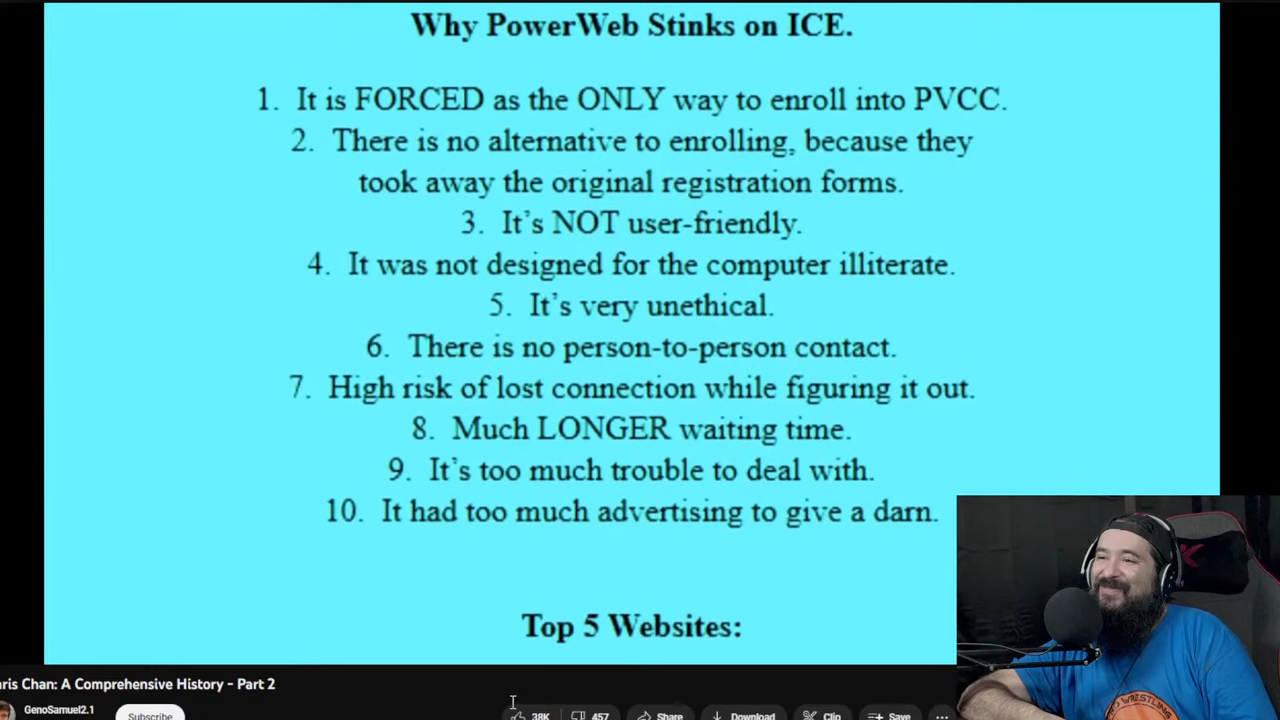 Why PowerWeb Stinks on ICE.
1. It is FORCED as the ONLY way to enroll into PVCC.
2. There is no alternative to enrolling, because they
took away the original registration forms.
3. It's NOT user-friendly.
4. It was not designed for the computer illiterate.
5. It's very unethical.
6. There is no person-to-person contact.
7. High risk of lost connection while figuring it out.
8. Much LONGER waiting time.
9. It's too much trouble to deal with.
10. It had too much advertising to give a darn.
Top 5 Websites:
ris Chan: A Comprehensive History - Part 2
GenoSamuel2.1
Subscribe
38K
457
Share
Download
Clip
Save
...